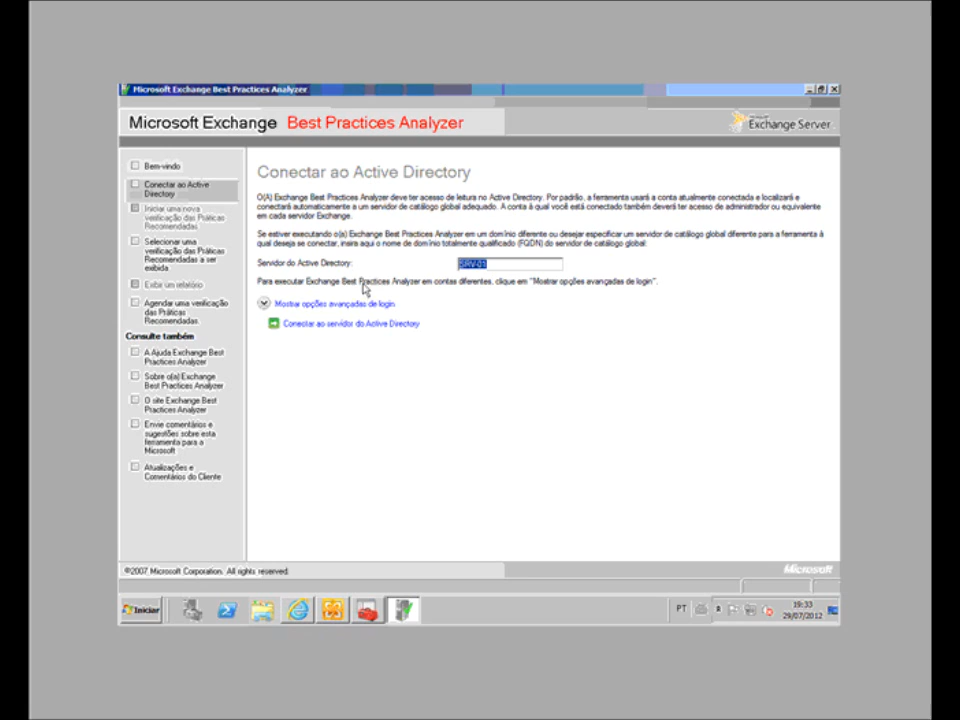 Microsoft Exchange Best Practices Analyzer
Microsoft Exchange Best Practices Analyzer
Exchange Server
Bem-vindo
Conectar ao Active
Directory
Iniciar uma nova
verificação das Práticas
Recomendadas
Selecionar uma
verificação das Práticas
Recomendadas a ser
exibida
Exibir um relatório
Agendar uma verificação
das Práticas
Recomendadas.
Consulte também
A Ajuda Exchange Best
Practices Analyzer
Sobre o(a) Exchange
Best Practices Analyzer
O site Exchange Best
Practices Analyzer
Envie comentários e
sugestões sobre esta
ferramenta para a
Microsoft
Atualizações e
Comentários do Cliente
Conectar ao Active Directory
O(A) Exchange Best Practices Analyzer deve ter acesso de leitura no Active Directory. Por padrão, a ferramenta usará a conta atualmente conectada e localizará e
conectará automaticamente a um servidor de catálogo global adequado. A conta à qual você está conectado também deverá ter acesso de administrador ou equivalente
em cada servidor Exchange.
Se estiver executando o(a) Exchange Best Practices Analyzer em um domínio diferente ou desejar especificar um servidor de catálogo global diferente para a ferramenta à
qual deseja se conectar, insira aqui o nome de domínio totalmente qualificado (FQDN) do servidor de catálogo global:
Servidor do Active Directory: SRV-01
Para executar Exchange Best Practices Analyzer em contas diferentes, clique em "Mostrar opções avançadas de login".
Mostrar opções avançadas de login
Conectar ao servidor do Active Directory
©2007 Microsoft Corporation. All rights reserved.
Microsoft
Iniciar
PT
19:33
29/07/2012